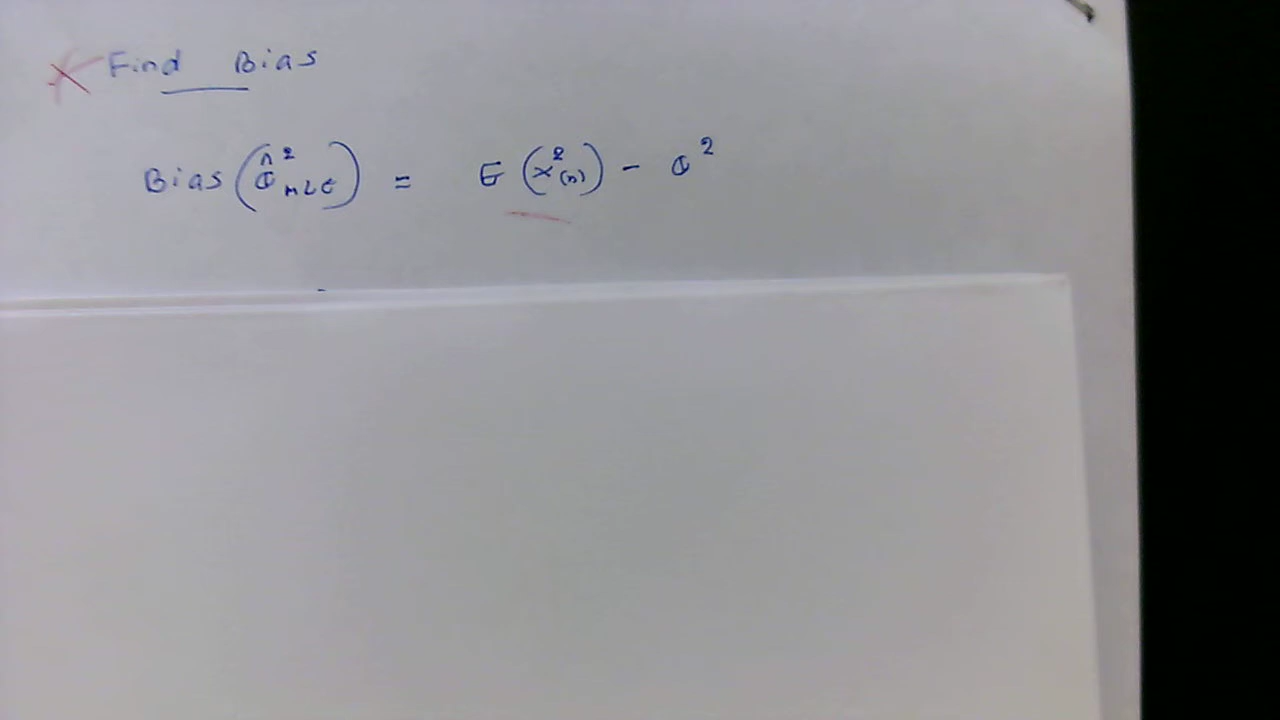 Find Bias
Bias(θ̂²MLE) = E(x²(n)) - θ²